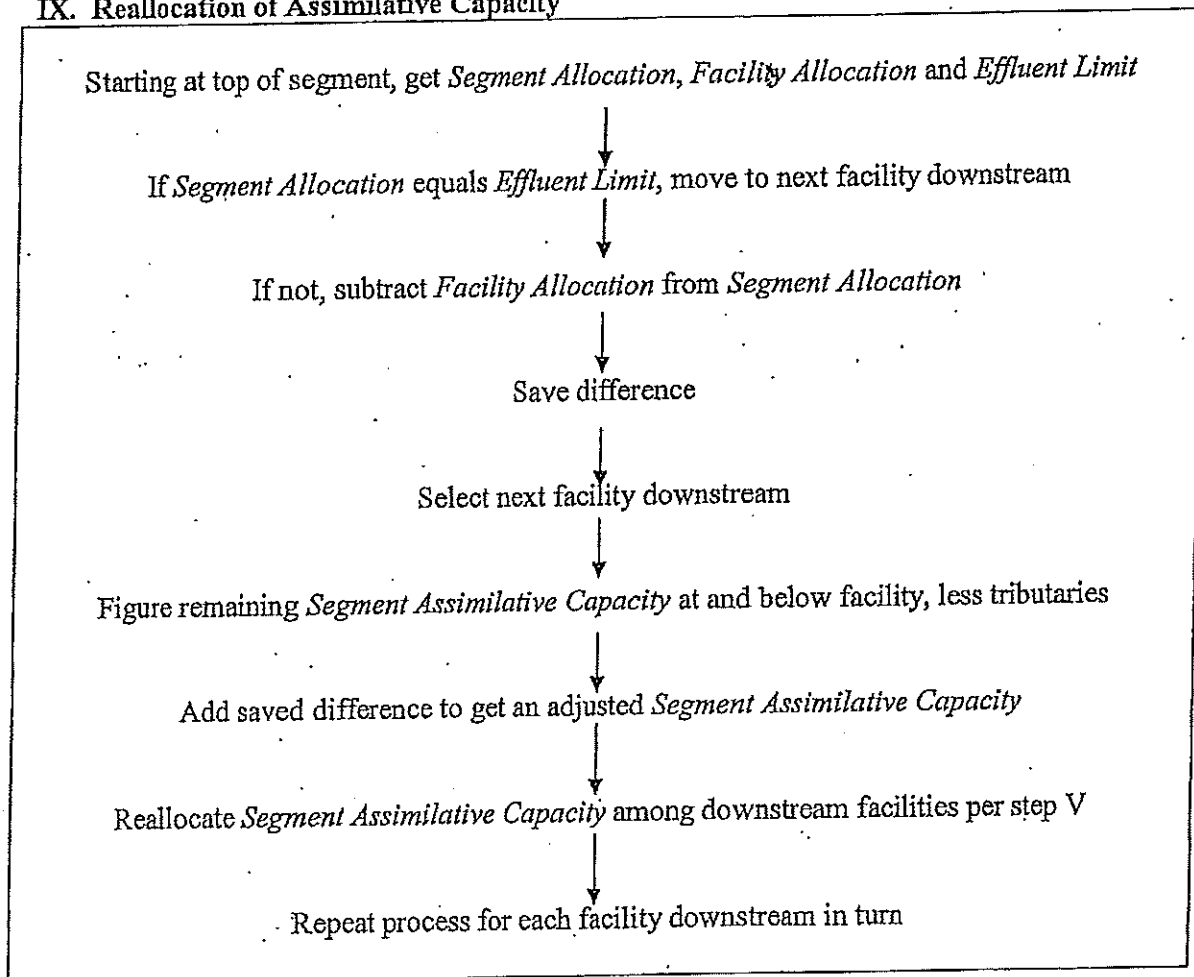 IX. Reallocation of Assimilative Capacity
Starting at top of segment, get Segment Allocation, Facility Allocation and Effluent Limit
If Segment Allocation equals Effluent Limit, move to next facility downstream
If not, subtract Facility Allocation from Segment Allocation
Save difference
Select next facility downstream
Figure remaining Segment Assimilative Capacity at and below facility, less tributaries
Add saved difference to get an adjusted Segment Assimilative Capacity
Reallocate Segment Assimilative Capacity among downstream facilities per step V
Repeat process for each facility downstream in turn